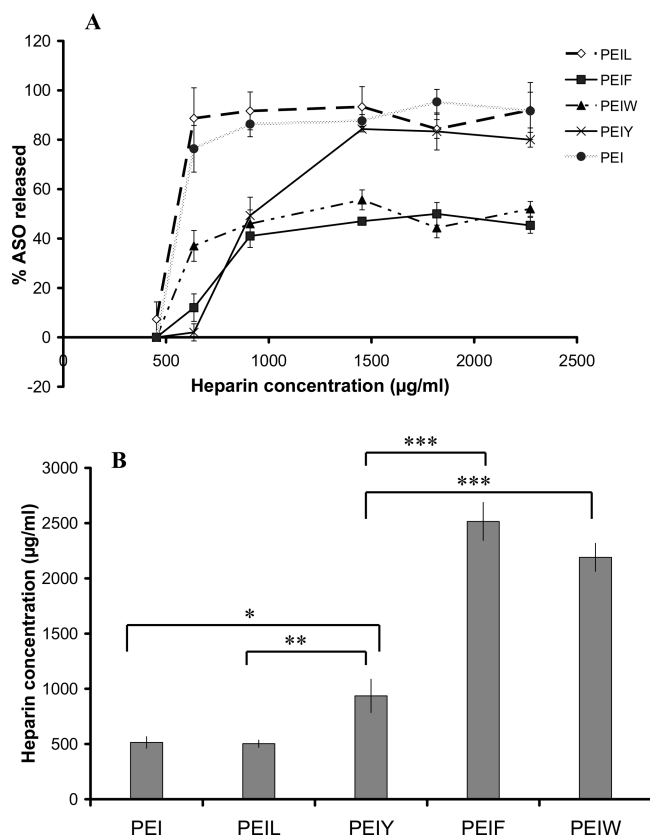 A
120
100
80
60
40
20
0
-20
% ASO released
0
500
1000
1500
2000
2500
Heparin concentration (µg/ml)
PEIL
PEIF
PEIW
PEIY
PEI
B
3000
2500
2000
1500
1000
500
0
Heparin concentration (µg/ml)
***
***
*
**
PEI
PEIL
PEIY
PEIF
PEIW